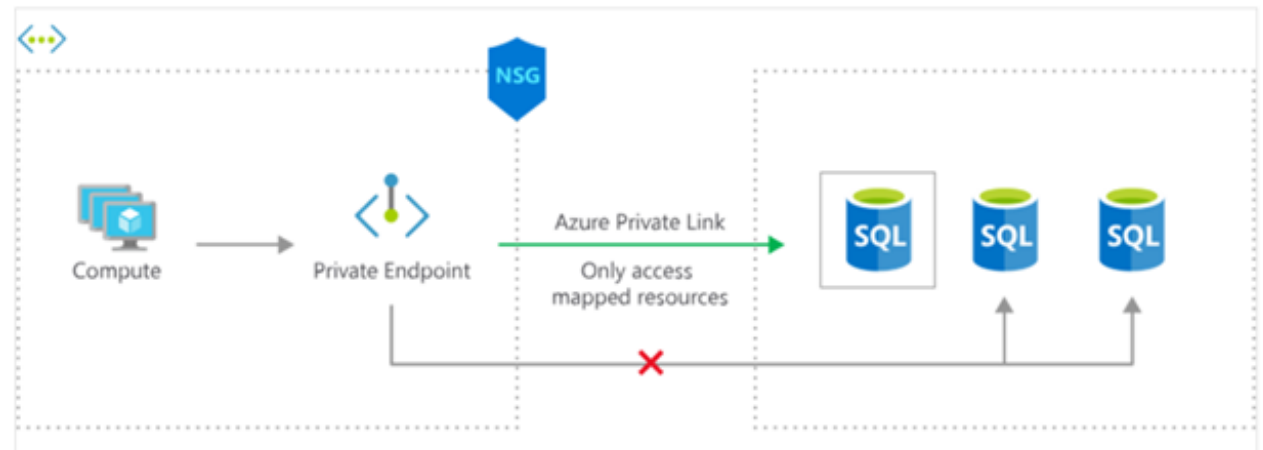 NSG
Compute
Private Endpoint
Azure Private Link
Only access
mapped resources
SQL
SQL
SQL